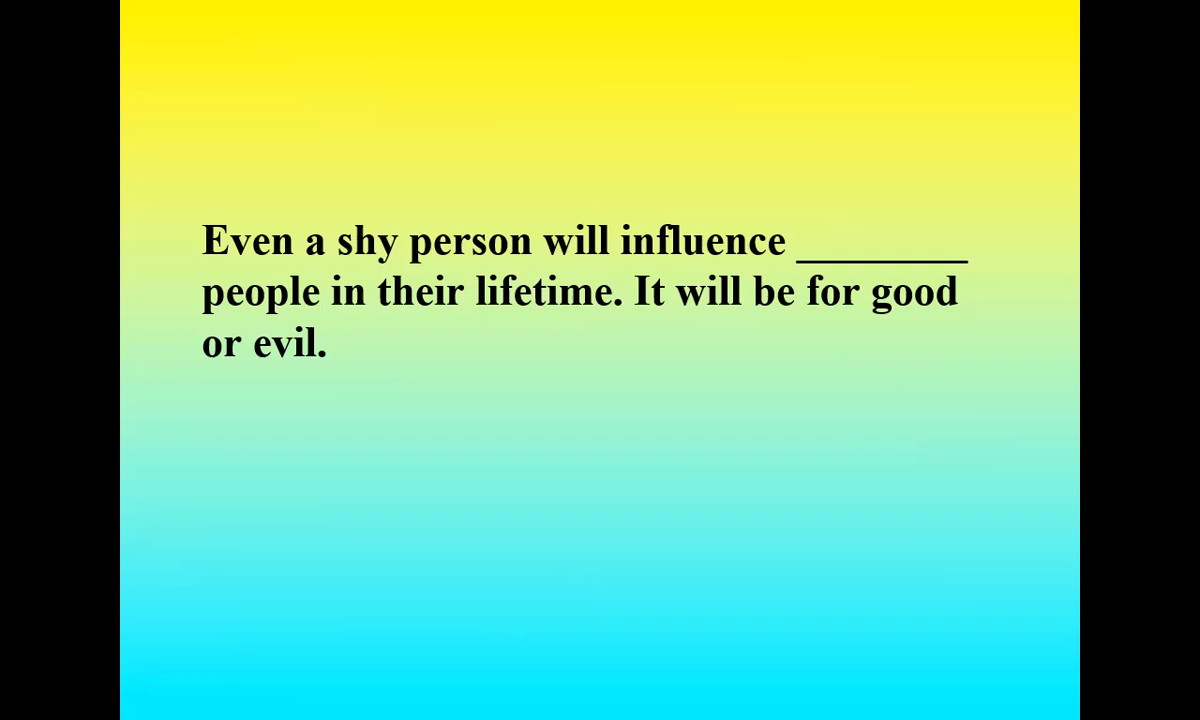 Even a shy person will influence ________
people in their lifetime. It will be for good
or evil.